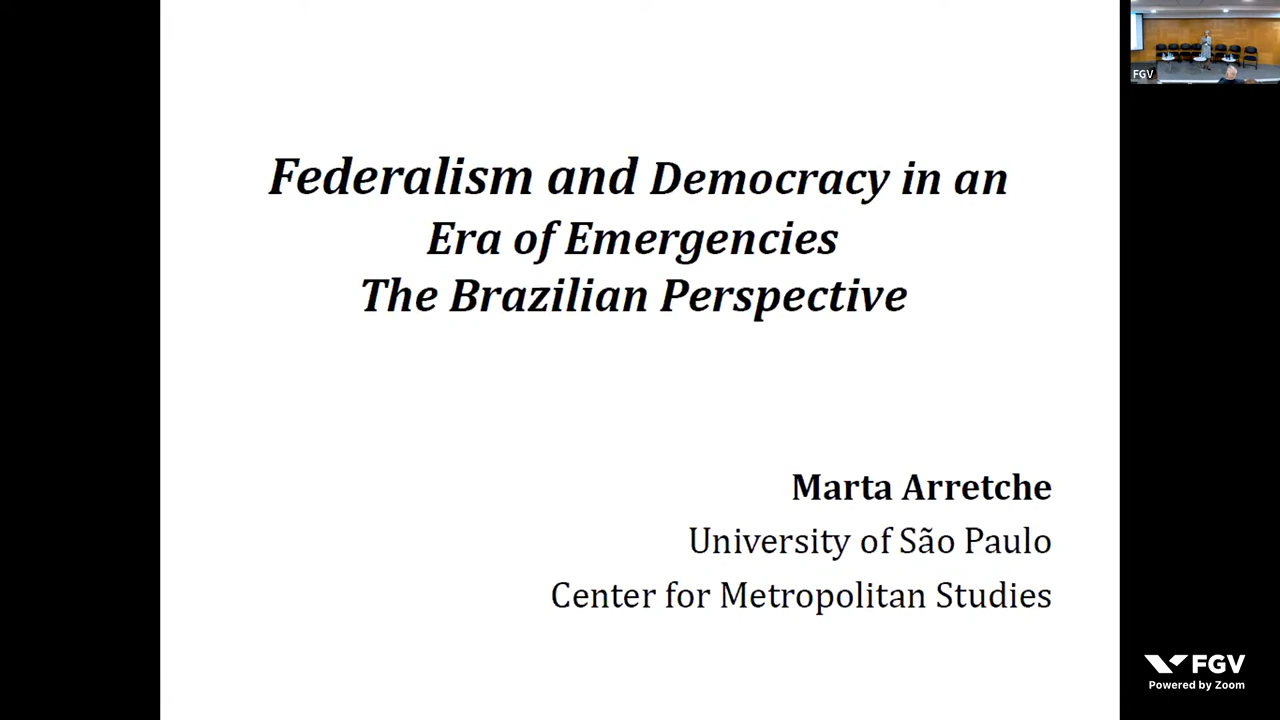 Federalism and Democracy in an
Era of Emergencies
The Brazilian Perspective
Marta Arretche
University of São Paulo
Center for Metropolitan Studies
FGV
FGV
Powered by Zoom